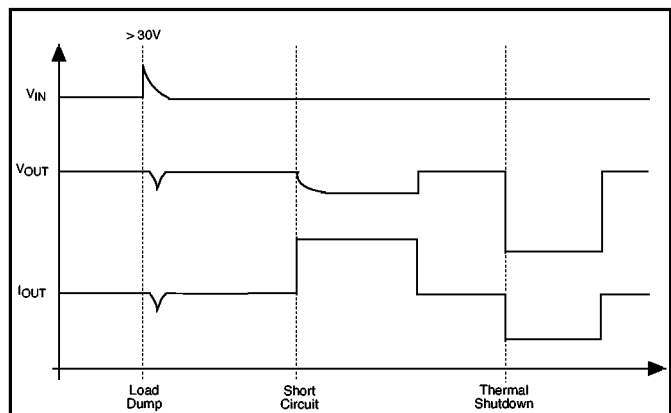 > 30V
VIN
VOUT
IOUT
Load
Dump
Short
Circuit
Thermal
Shutdown